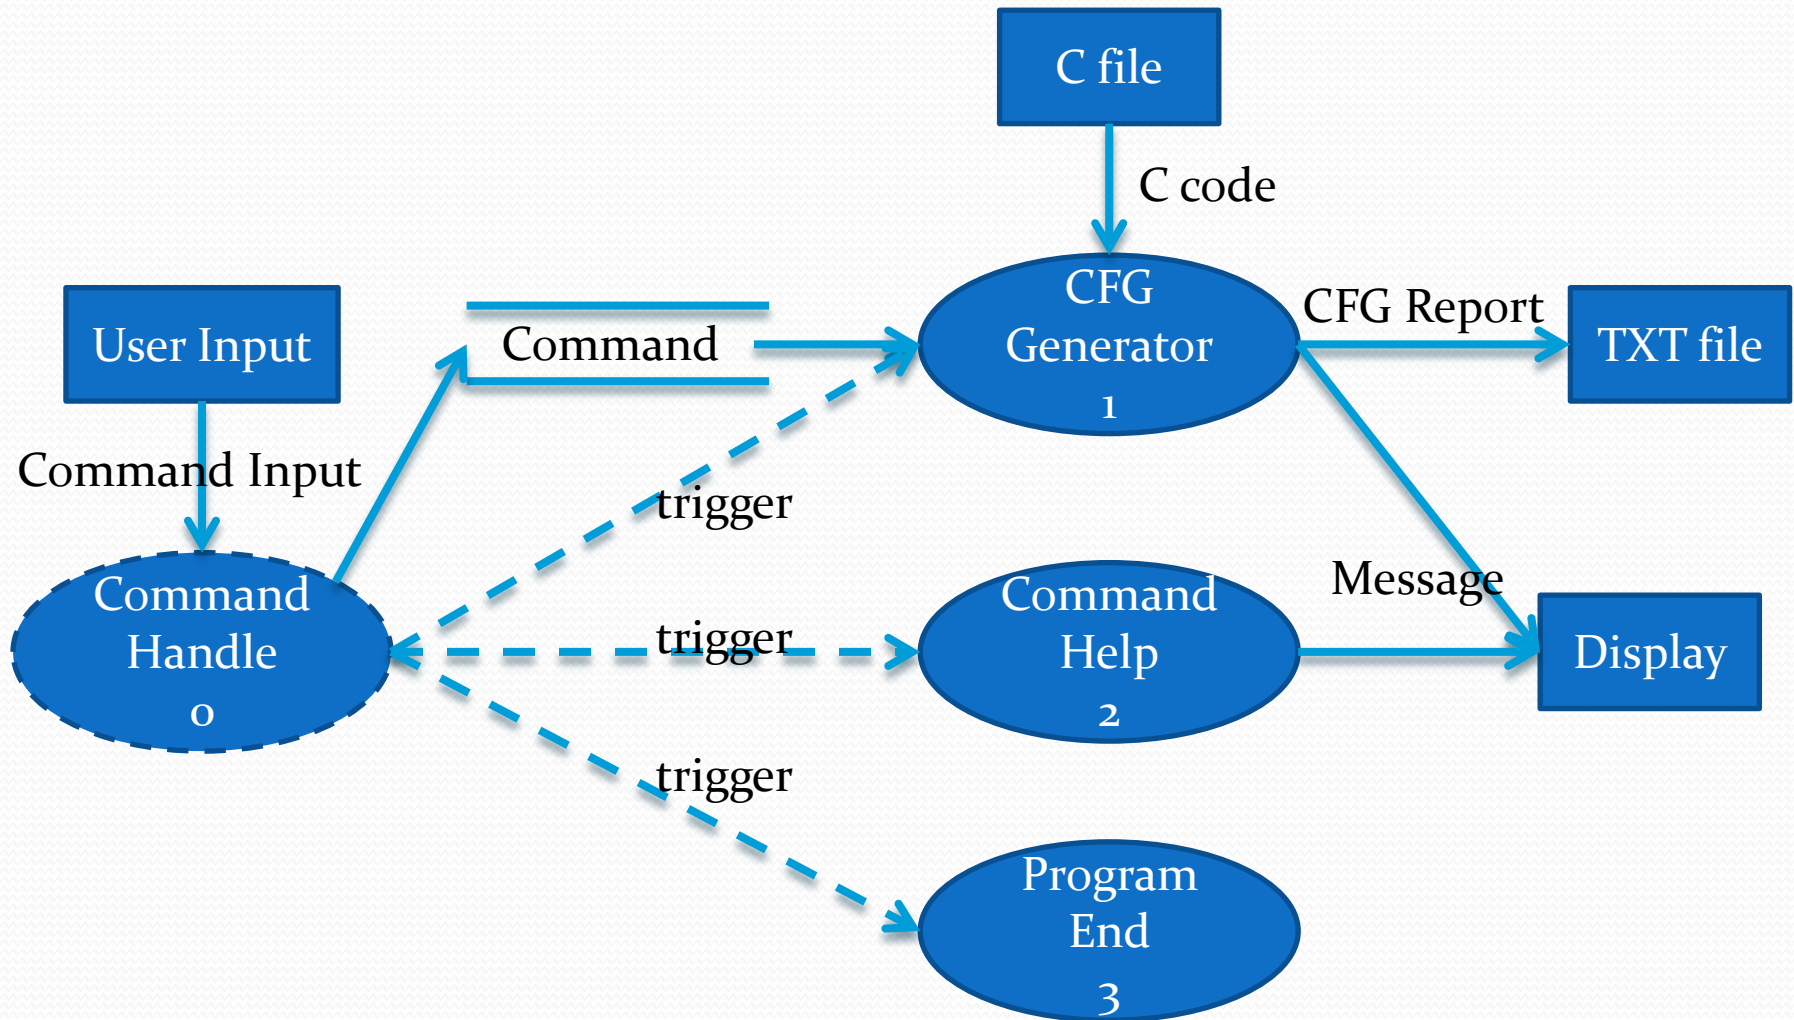 C file
C code
CFG
Generator
1
CFG Report
TXT file
User Input
Command
Command Input
trigger
Command
Handle
0
trigger
Command
Help
2
Message
Display
trigger
Program
End
3